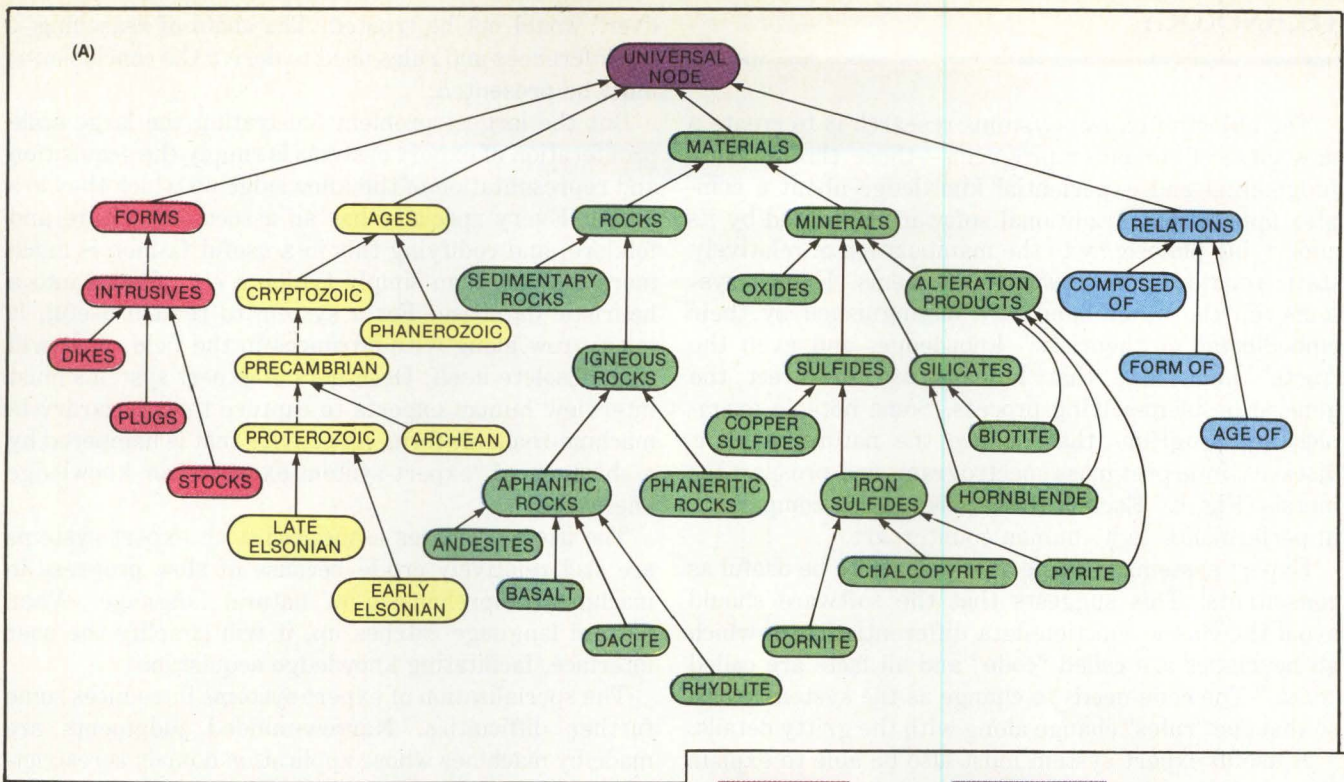 (A)
UNIVERSAL
NODE
MATERIALS
FORMS
AGES
ROCKS
MINERALS
RELATIONS
INTRUSIVES
CRYPTOZOIC
SEDIMENTARY
ROCKS
OXIDES
ALTERATION
PRODUCTS
COMPOSED
OF
DIKES
PHANEROZOIC
PRECAMBRIAN
IGNEOUS
ROCKS
SULFIDES
SILICATES
FORM OF
PLUGS
PROTEROZOIC
ARCHEAN
COPPER
SULFIDES
BIOTITE
AGE OF
STOCKS
APHANITIC
ROCKS
PHANERITIC
ROCKS
IRON
SULFIDES
HORNBLENDE
LATE
ELSONIAN
ANDESITES
CHALCOPYRITE
PYRITE
EARLY
ELSONIAN
BASALT
DACITE
DORNITE
RHYDLITE